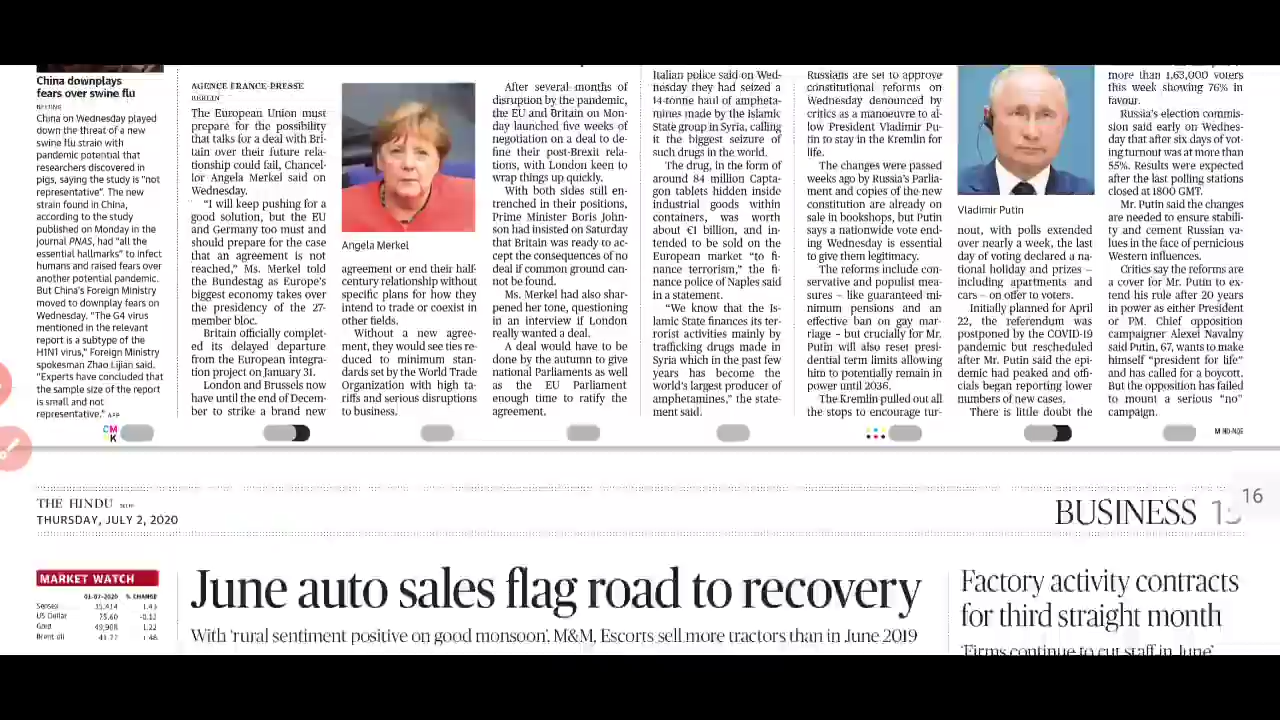 China downplays
fears over swine flu
BEIJING
China on Wednesday played
down the threat of a new
swine flu strain with
pandemic potential that
researchers discovered in
pigs, saying the study is “not
representative”. The new
strain found in China,
according to the study
published on Monday in the
journal PNAS, had “all the
essential hallmarks” to infect
humans and raised fears over
another potential pandemic.
But China’s Foreign Ministry
moved to downplay fears on
Wednesday. “The G4 virus
mentioned in the relevant
report is a subtype of the
H1N1 virus,” Foreign Ministry
spokesman Zhao Lijian said.
“Experts have concluded that
the sample size of the report
is small and not
representative.” AFP
AGENCE FRANCE-PRESSE
BERLIN
The European Union must
prepare for the possibility
that talks for a deal with Bri-
tain over their future rela-
tionship could fail, Chancel-
lor Angela Merkel said on
Wednesday.
“I will keep pushing for a
good solution, but the EU
and Germany too must and
should prepare for the case
that an agreement is not
reached,” Ms. Merkel told
the Bundestag as Europe’s
biggest economy takes over
the presidency of the 27-
member bloc.
Britain officially complet-
ed its delayed departure
from the European integra-
tion project on January 31.
London and Brussels now
have until the end of Decem-
ber to strike a brand new
Angela Merkel
agreement or end their half-
century relationship without
specific plans for how they
intend to trade or coexist in
other fields.
Without a new agree-
ment, they would see ties re-
duced to minimum stan-
dards set by the World Trade
Organization with high ta-
riffs and serious disruptions
to business.
After several months of
disruption by the pandemic,
the EU and Britain on Mon-
day launched five weeks of
negotiation on a deal to de-
fine their post-Brexit rela-
tions, with London keen to
wrap things up quickly.
With both sides still en-
trenched in their positions,
Prime Minister Boris John-
son had insisted on Saturday
that Britain was ready to ac-
cept the consequences of no
deal if common ground can-
not be found.
Ms. Merkel had also shar-
pened her tone, questioning
in an interview if London
really wanted a deal.
A deal would have to be
done by the autumn to give
national Parliaments as well
as the EU Parliament
enough time to ratify the
agreement.
Italian police said on Wed-
nesday they had seized a
14-tonne haul of ampheta-
mines made by the Islamic
State group in Syria, calling
it the biggest seizure of
such drugs in the world.
The drug, in the form of
around 84 million Capta-
gon tablets hidden inside
industrial goods within
containers, was worth
about €1 billion, and in-
tended to be sold on the
European market “to fi-
nance terrorism,” the fi-
nance police of Naples said
in a statement.
“We know that the Is-
lamic State finances its ter-
rorist activities mainly by
trafficking drugs made in
Syria which in the past few
years has become the
world’s largest producer of
amphetamines,” the state-
ment said.
Russians are set to approve
constitutional reforms on
Wednesday denounced by
critics as a manoeuvre to al-
low President Vladimir Pu-
tin to stay in the Kremlin for
life.
The changes were passed
weeks ago by Russia’s Parlia-
ment and copies of the new
constitution are already on
sale in bookshops, but Putin
says a nationwide vote end-
ing Wednesday is essential
to give them legitimacy.
The reforms include con-
servative and populist mea-
sures – like guaranteed mi-
nimum pensions and an
effective ban on gay mar-
riage – but crucially for Mr.
Putin will also reset presi-
dential term limits allowing
him to potentially remain in
power until 2036.
The Kremlin pulled out all
the stops to encourage tur-
Vladimir Putin
nout, with polls extended
over nearly a week, the last
day of voting declared a na-
tional holiday and prizes –
including apartments and
cars – on offer to voters.
Initially planned for April
22, the referendum was
postponed by the COVID-19
pandemic but rescheduled
after Mr. Putin said the epi-
demic had peaked and offi-
cials began reporting lower
numbers of new cases.
There is little doubt the
more than 1,63,000 voters
this week showing 76% in
favour.
Russia’s election commis-
sion said early on Wednes-
day that after six days of vot-
ing turnout was at more than
55%. Results were expected
after the last polling stations
closed at 1800 GMT.
Mr. Putin said the changes
are needed to ensure stabili-
ty and cement Russian va-
lues in the face of pernicious
Western influences.
Critics say the reforms are
a cover for Mr. Putin to ex-
tend his rule after 20 years
in power as either President
or PM. Chief opposition
campaigner Alexei Navalny
said Putin, 67, wants to make
himself “president for life”
and has called for a boycott.
But the opposition has failed
to mount a serious “no”
campaign.
CM
K
M ND-NDE
THE HINDU
THURSDAY, JULY 2, 2020
BUSINESS
16
MARKET WATCH
01-07-2020 % CHANGE
Sensex 35,414 1.43
US Dollar 75.60 -0.12
Gold 49,908 1.22
Brent oil
June auto sales flag road to recovery
With ‘rural sentiment positive on good monsoon’, M&M, Escorts sell more tractors than in June 2019
Factory activity contracts
for third straight month
‘Firms continue to cut staff in June’